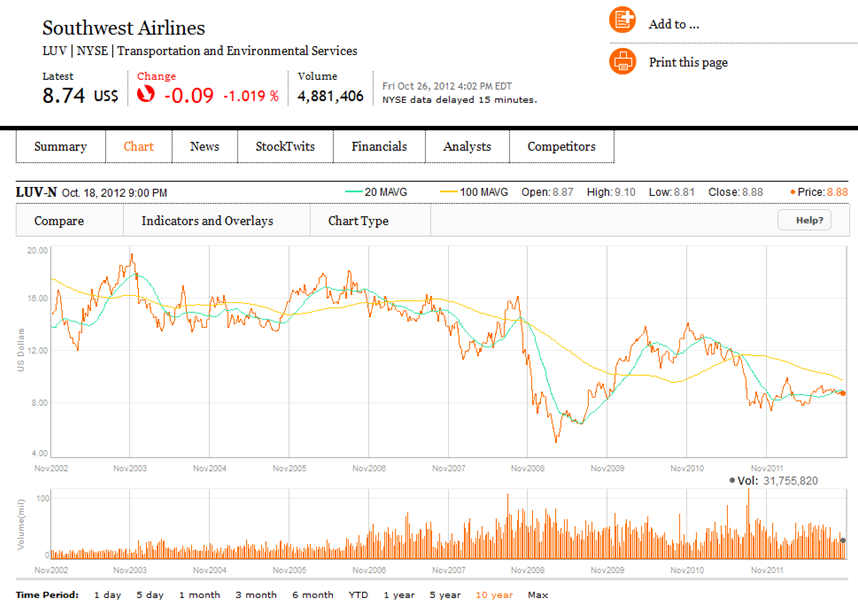 Southwest Airlines
LUV | NYSE | Transportation and Environmental Services
Latest
8.74 US$
Change
-0.09 -1.019 %
Volume
4,881,406
Fri Oct 26, 2012 4:02 PM EDT
NYSE data delayed 15 minutes.
Add to ...
Print this page
Summary Chart News StockTwits Financials Analysts Competitors
LUV-N Oct. 18, 2012 9:00 PM 20 MAVG 100 MAVG Open: 8.87 High: 9.10 Low: 8.81 Close: 8.88 Price: 8.88
Compare Indicators and Overlays Chart Type Help?
US Dollars
20.00
16.00
12.00
8.00
4.00
Nov2002 Nov2003 Nov2004 Nov2005 Nov2006 Nov2007 Nov2008 Nov2009 Nov2010 Nov2011
Vol: 31,755,820
Volume(mil)
100
0
Nov2002 Nov2003 Nov2004 Nov2005 Nov2006 Nov2007 Nov2008 Nov2009 Nov2010 Nov2011
Time Period: 1 day 5 day 1 month 3 month 6 month YTD 1 year 5 year 10 year Max